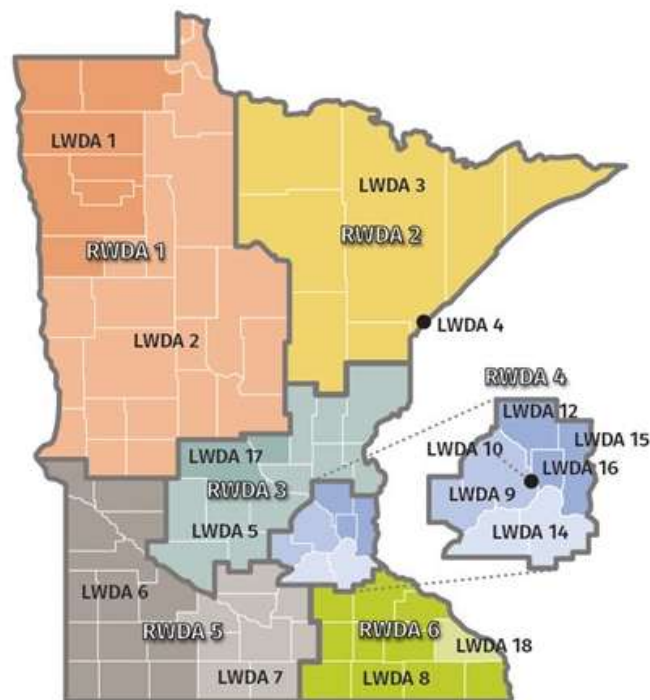 LWDA 1
LWDA 3
RWDA 2
RWDA 1
LWDA 4
LWDA 2
RWDA 4
LWDA 12
LWDA 15
LWDA 10
LWDA 17
LWDA 16
RWDA 3
LWDA 9
LWDA 5
LWDA 14
LWDA 6
RWDA 5
RWDA 6
LWDA 18
LWDA 7
LWDA 8